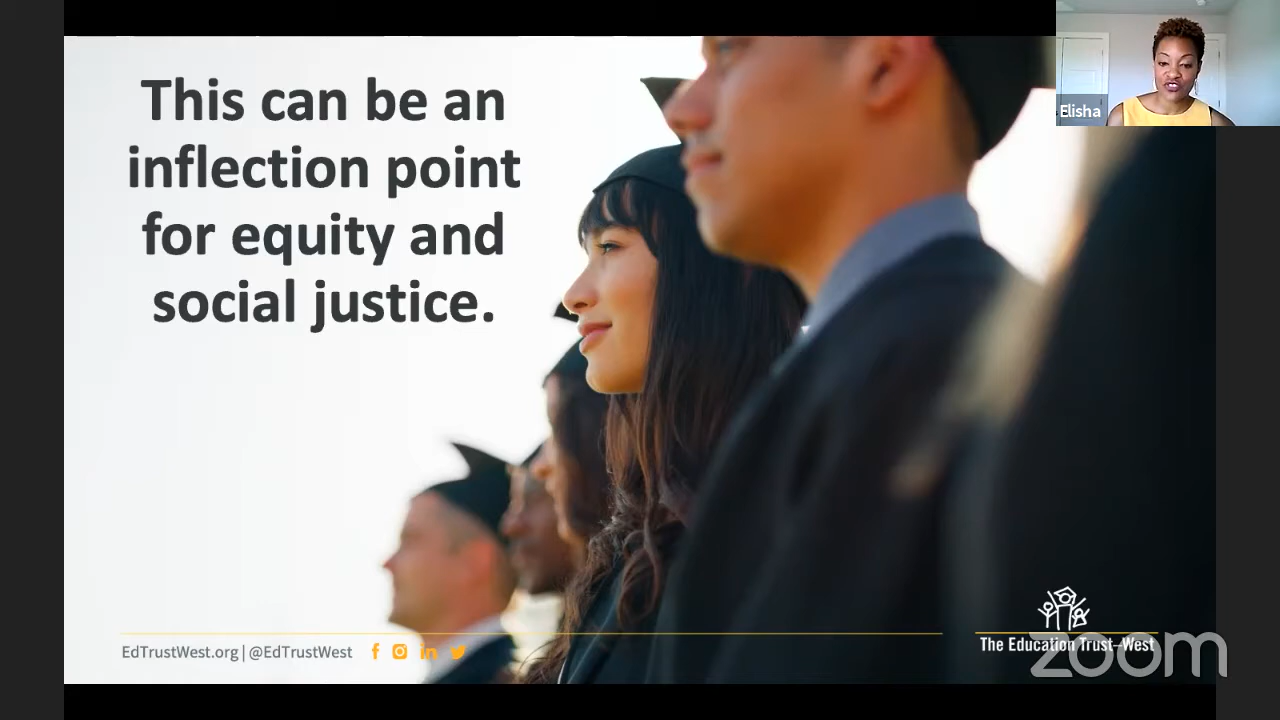 This can be an
inflection point
for equity and
social justice.
Elisha
EdTrustWest.org | @EdTrustWest
The Education Trust–West
zoom